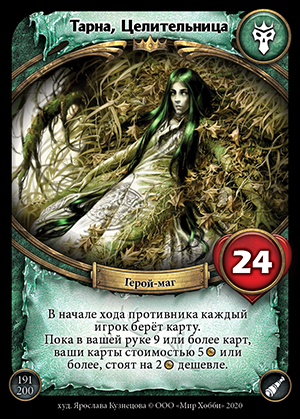 Тарна, Целительница
24
Герой-маг
В начале хода противника каждый
игрок берёт карту.
Пока в вашей руке 9 или более карт,
ваши карты стоимостью 5 или
более, стоят на 2 дешевле.
191
200
худ. Ярослава Кузнецова © ООО «Мир Хобби» 2020